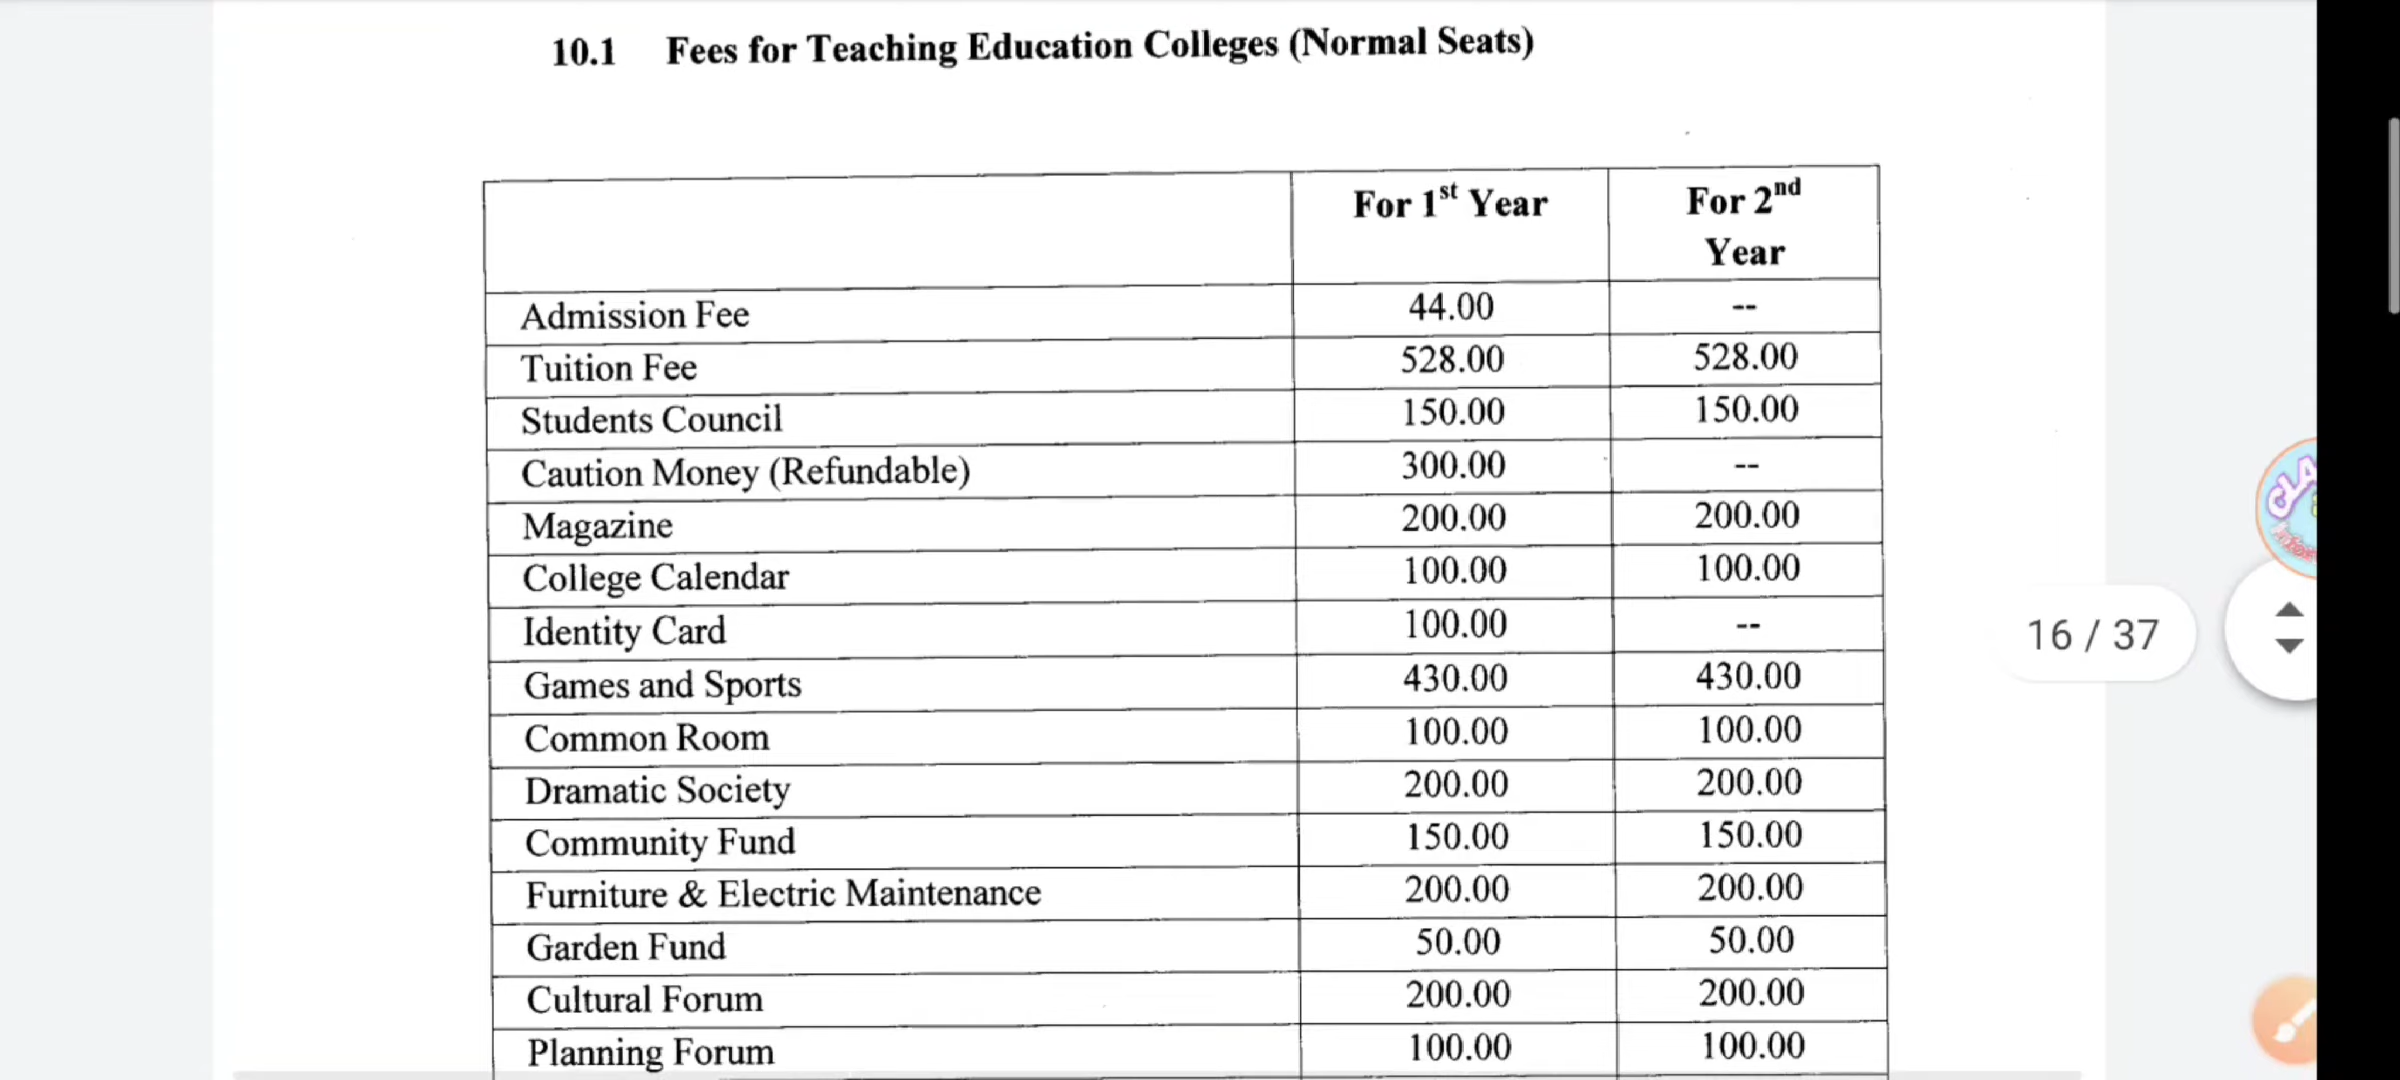 10.1 Fees for Teaching Education Colleges (Normal Seats)
For 1st Year For 2nd
Year
Admission Fee 44.00 --
Tuition Fee 528.00 528.00
Students Council 150.00 150.00
Caution Money (Refundable) 300.00 --
Magazine 200.00 200.00
College Calendar 100.00 100.00
Identity Card 100.00 --
Games and Sports 430.00 430.00
Common Room 100.00 100.00
Dramatic Society 200.00 200.00
Community Fund 150.00 150.00
Furniture & Electric Maintenance 200.00 200.00
Garden Fund 50.00 50.00
Cultural Forum 200.00 200.00
Planning Forum 100.00 100.00
16 / 37